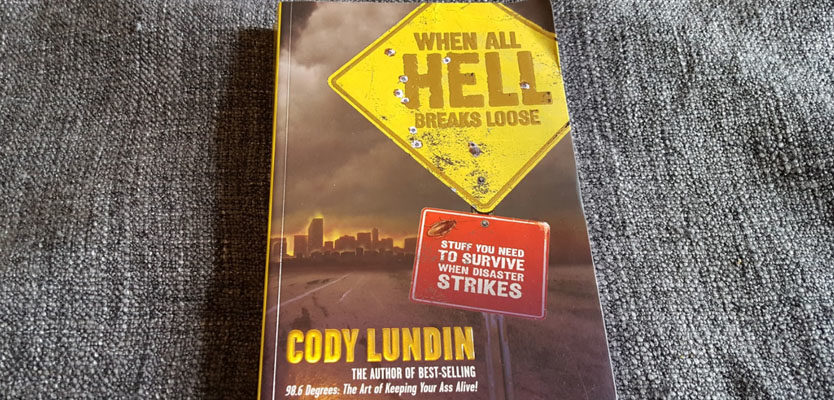 WHEN ALL
HELL
BREAKS LOOSE
STUFF YOU NEED
TO SURVIVE
WHEN DISASTER
STRIKES
CODY LUNDIN
THE AUTHOR OF BEST-SELLING
98.6 Degrees: The Art of Keeping Your Ass Alive!